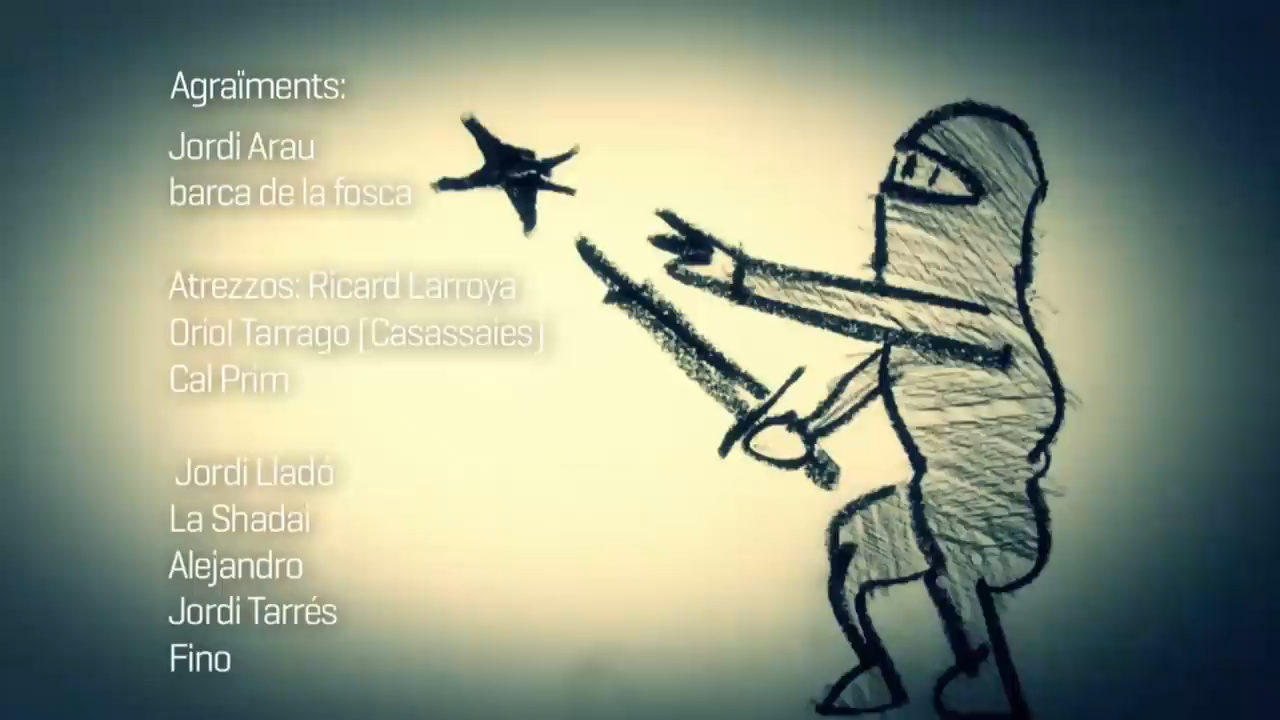 Agraïments:
Jordi Arau
barca de la fosca
Atrezzos: Ricard Larroya
Oriol Tarrago (Casassaies)
Cal Prim
Jordi Lladó
La Shadai
Alejandro
Jordi Tarrés
Fino